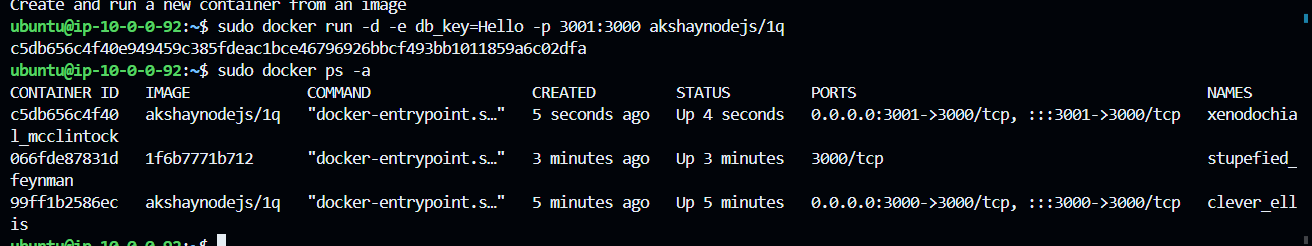 Create and run a new container from an image
ubuntu@ip-10-0-0-92:~$ sudo docker run -d -e db_key=Hello -p 3001:3000 akshaynodejs/1q
c5db656c4f40e949459c385fdeac1bce46796926bbcf493bb1011859a6c02dfa
ubuntu@ip-10-0-0-92:~$ sudo docker ps -a
CONTAINER ID   IMAGE             COMMAND                  CREATED         STATUS         PORTS                                       NAMES
c5db656c4f40   akshaynodejs/1q   "docker-entrypoint.s…"   5 seconds ago   Up 4 seconds   0.0.0.0:3001->3000/tcp, :::3001->3000/tcp   xenodochia
l_mcclintock
066fde87831d   1f6b7771b712      "docker-entrypoint.s…"   3 minutes ago   Up 3 minutes   3000/tcp                                    stupefied_
feynman
99ff1b2586ec   akshaynodejs/1q   "docker-entrypoint.s…"   5 minutes ago   Up 5 minutes   0.0.0.0:3000->3000/tcp, :::3000->3000/tcp   clever_ell
is
ubuntu@ip-10-0-0-92:~$